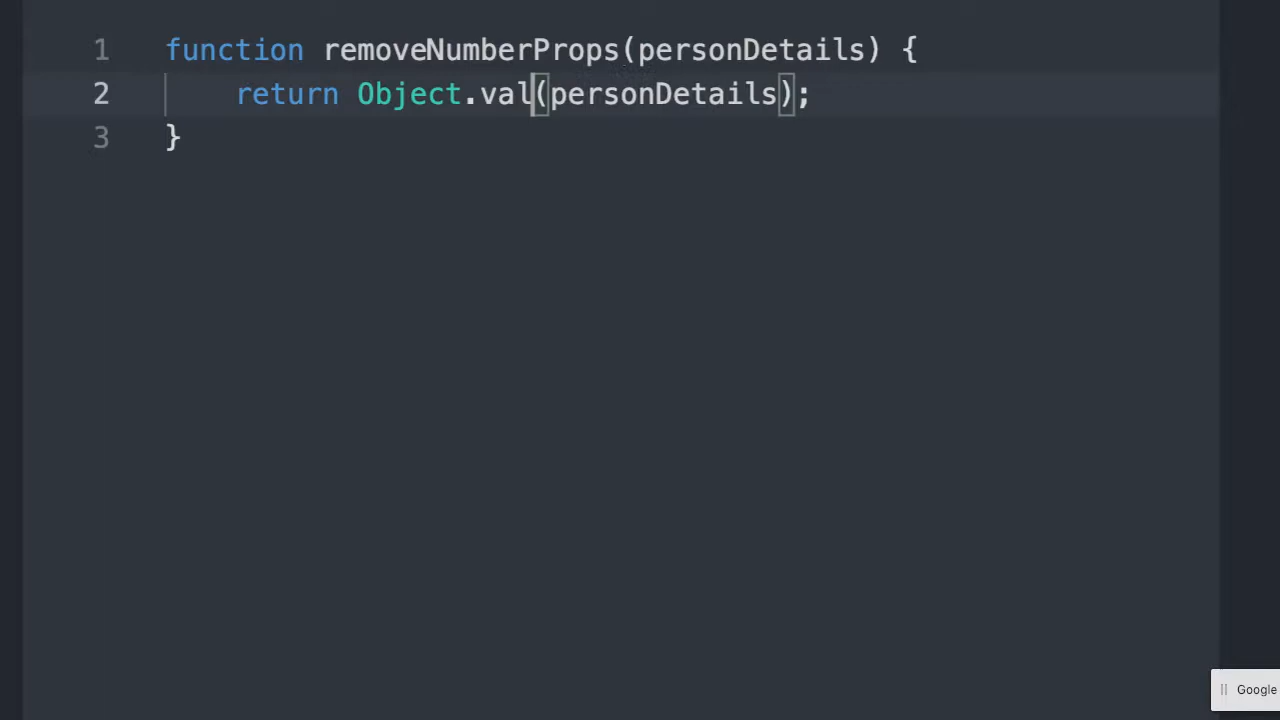 1 function removeNumberProps(personDetails) {
2 return Object.val(personDetails);
3 }
Google